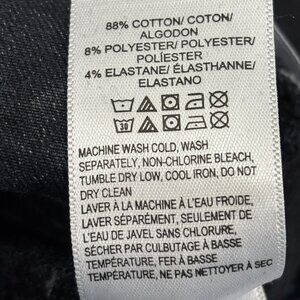 88% COTTON/ COTON/
ALGODON
8% POLYESTER/ POLYESTER/
POLÍESTER
4% ELASTANE/ ÉLASTHANNE/
ELASTANO
30
MACHINE WASH COLD, WASH
SEPARATELY, NON-CHLORINE BLEACH,
TUMBLE DRY LOW, COOL IRON, DO NOT
DRY CLEAN
LAVER À LA MACHINE À L'EAU FROIDE,
LAVER SÉPARÉMENT, SEULEMENT DE
L'EAU DE JAVEL SANS CHLORURE,
SÉCHER PAR CULBUTAGE À BASSE
TEMPÉRATURE, FER À BASSE
TEMPÉRATURE, NE PAS NETTOYER À SEC